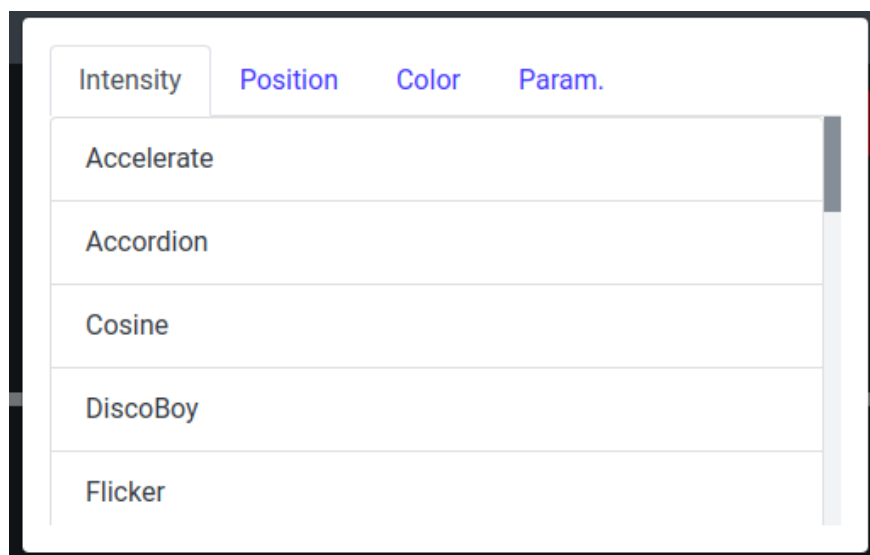 Intensity Position Color Param.
Accelerate
Accordion
Cosine
DiscoBoy
Flicker